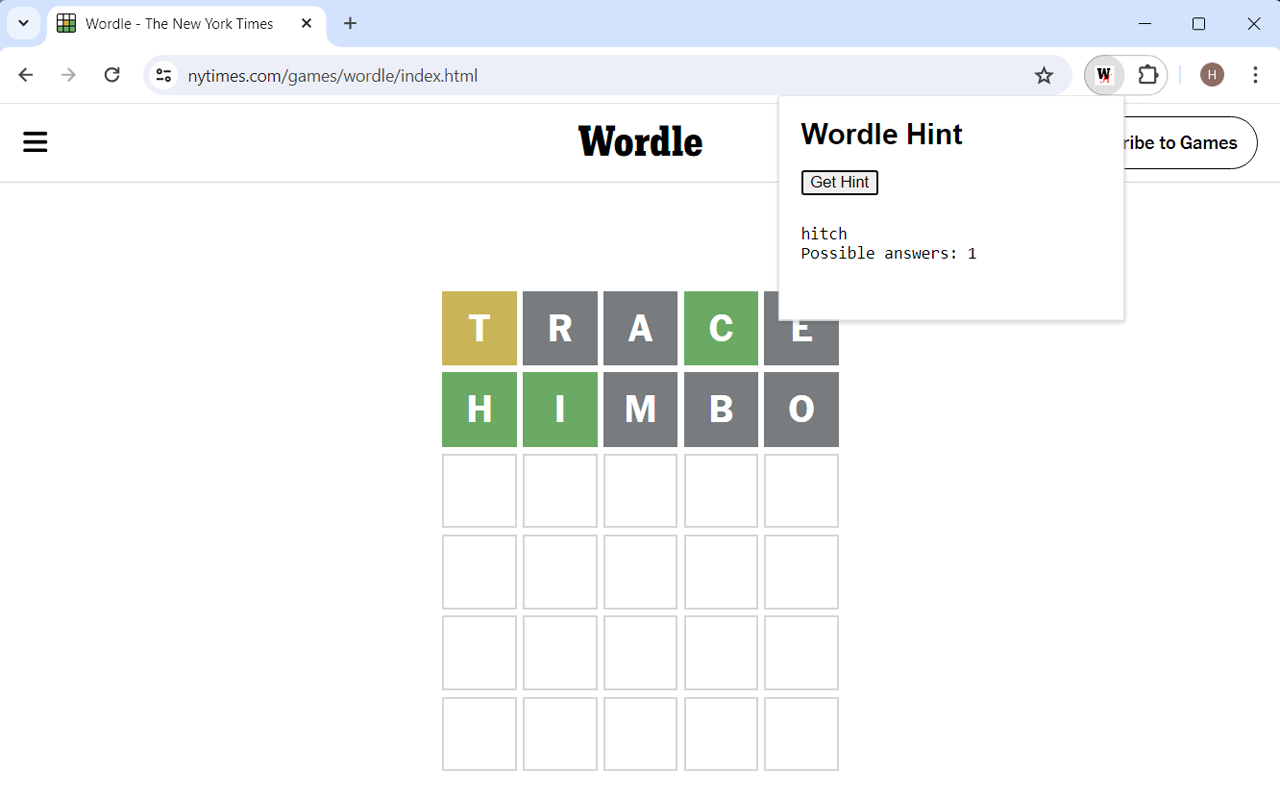 Wordle - The New York Times
nytimes.com/games/wordle/index.html
W
H
Wordle
ribe to Games
Wordle Hint
Get Hint
hitch
Possible answers: 1
T R A C E
H I M B O